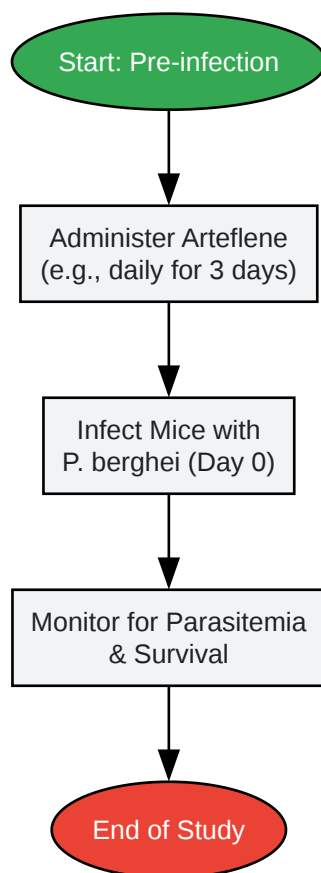 Start: Pre-infection
Administer Arteflene
(e.g., daily for 3 days)
Infect Mice with
P. berghei (Day 0)
Monitor for Parasitemia
& Survival
End of Study